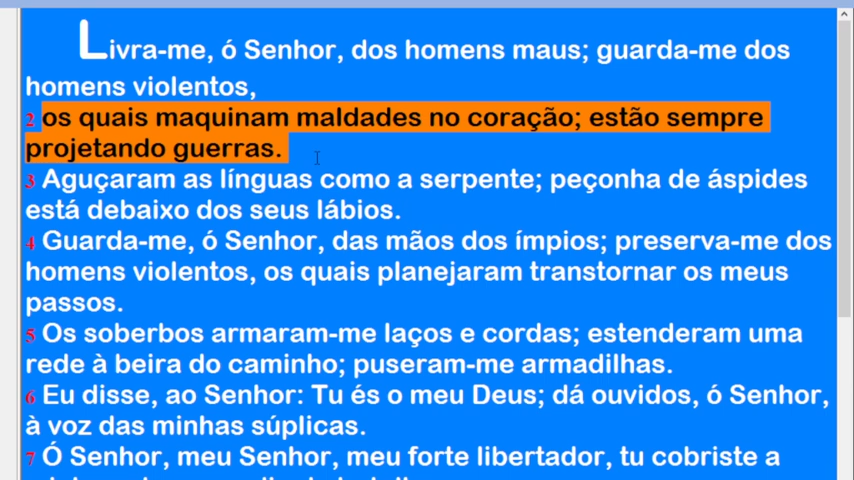 Livra-me, ó Senhor, dos homens maus; guarda-me dos
homens violentos,
2 os quais maquinam maldades no coração; estão sempre
projetando guerras.
3 Aguçaram as línguas como a serpente; peçonha de áspides
está debaixo dos seus lábios.
4 Guarda-me, ó Senhor, das mãos dos ímpios; preserva-me dos
homens violentos, os quais planejaram transtornar os meus
passos.
5 Os soberbos armaram-me laços e cordas; estenderam uma
rede à beira do caminho; puseram-me armadilhas.
6 Eu disse, ao Senhor: Tu és o meu Deus; dá ouvidos, ó Senhor,
à voz das minhas súplicas.
7 Ó Senhor, meu Senhor, meu forte libertador, tu cobriste a